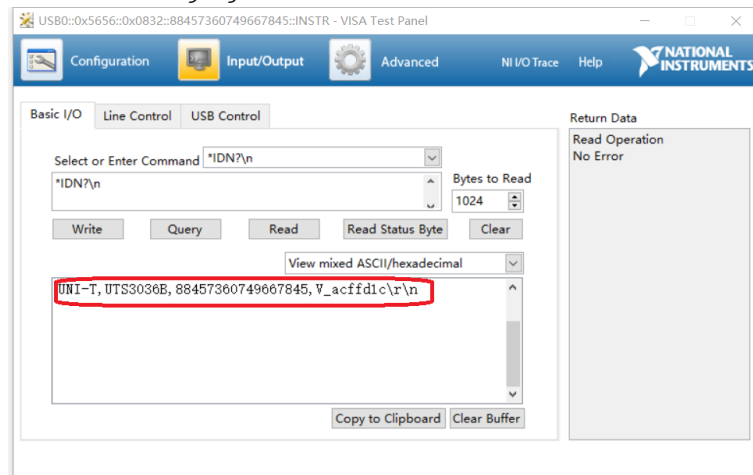 USB0::0x5656::0x0832::88457360749667845::INSTR - VISA Test Panel
Configuration
Input/Output
Advanced
NI I/O Trace
Help
NATIONAL
INSTRUMENTS
Basic I/O
Line Control
USB Control
Select or Enter Command
*IDN?\n
*IDN?\n
Bytes to Read
1024
Write
Query
Read
Read Status Byte
Clear
View mixed ASCII/hexadecimal
UNI-T,UTS3036B,88457360749667845,V_acffd1c\r\n
Copy to Clipboard
Clear Buffer
Return Data
Read Operation
No Error